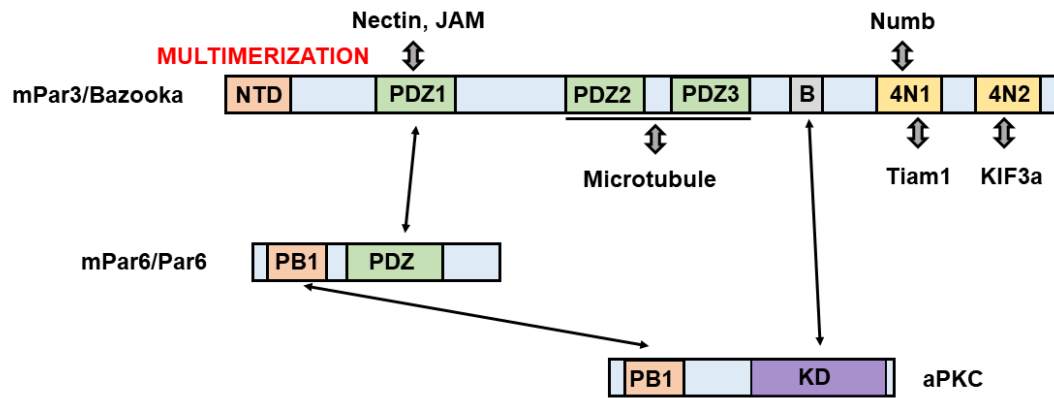 Nectin, JAM
Numb
MULTIMERIZATION
mPar3/Bazooka
NTD
PDZ1
PDZ2
PDZ3
B
4N1
4N2
Microtubule
Tiam1
KIF3a
mPar6/Par6
PB1
PDZ
PB1
KD
aPKC